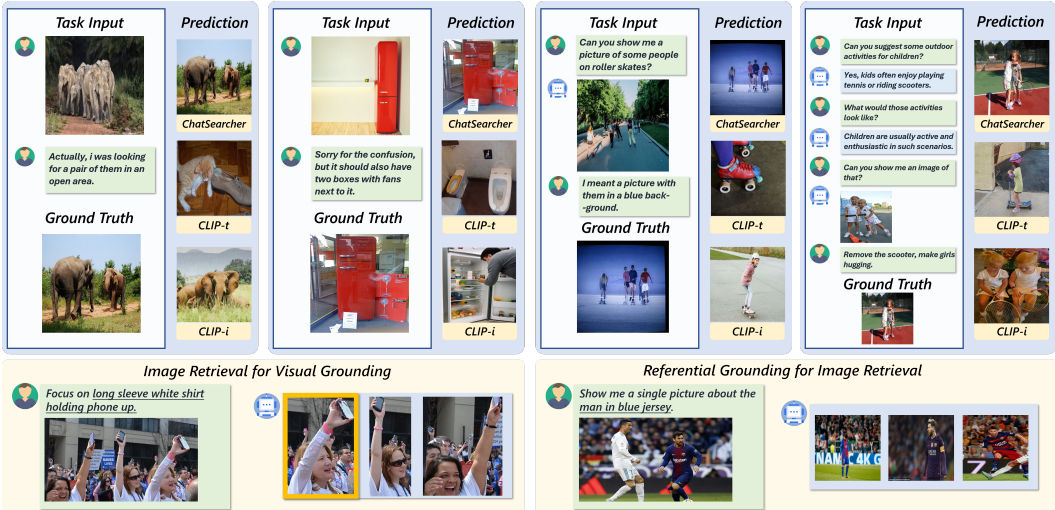 Task Input
Prediction
ChatSearcher
Actually, i was looking
for a pair of them in an
open area.
CLIP-t
Ground Truth
CLIP-i
Task Input
Prediction
ChatSearcher
Sorry for the confusion,
but it should also have
two boxes with fans
next to it.
CLIP-t
Ground Truth
CLIP-i
Task Input
Prediction
Can you show me a
picture of some people
on roller skates?
ChatSearcher
I meant a picture with
them in a blue back-
-ground.
CLIP-t
Ground Truth
CLIP-i
Task Input
Prediction
Can you suggest some outdoor
activities for children?
Yes, kids often enjoy playing
tennis or riding scooters.
What would those activities
look like?
ChatSearcher
Children are usually active and
enthusiastic in such scenarios.
Can you show me an image of
that?
CLIP-t
Remove the scooter, make girls
hugging.
Ground Truth
CLIP-i
Image Retrieval for Visual Grounding
Focus on long sleeve white shirt
holding phone up.
Referential Grounding for Image Retrieval
Show me a single picture about the
man in blue jersey.